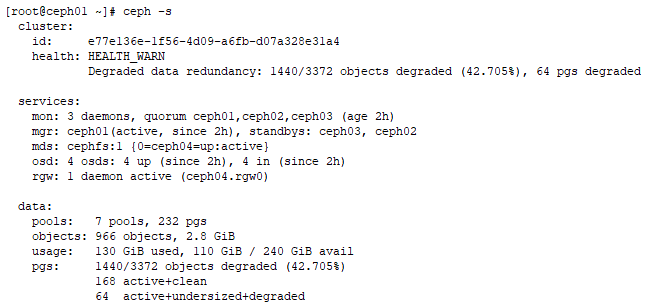 [root@ceph01 ~]# ceph -s
cluster:
id: e77e136e-1f56-4d09-a6fb-d07a328e31a4
health: HEALTH_WARN
Degraded data redundancy: 1440/3372 objects degraded (42.705%), 64 pgs degraded
services:
mon: 3 daemons, quorum ceph01,ceph02,ceph03 (age 2h)
mgr: ceph01(active, since 2h), standbys: ceph03, ceph02
mds: cephfs:1 {0=ceph04=up:active}
osd: 4 osds: 4 up (since 2h), 4 in (since 2h)
rgw: 1 daemon active (ceph04.rgw0)
data:
pools: 7 pools, 232 pgs
objects: 966 objects, 2.8 GiB
usage: 130 GiB used, 110 GiB / 240 GiB avail
pgs: 1440/3372 objects degraded (42.705%)
168 active+clean
64 active+undersized+degraded